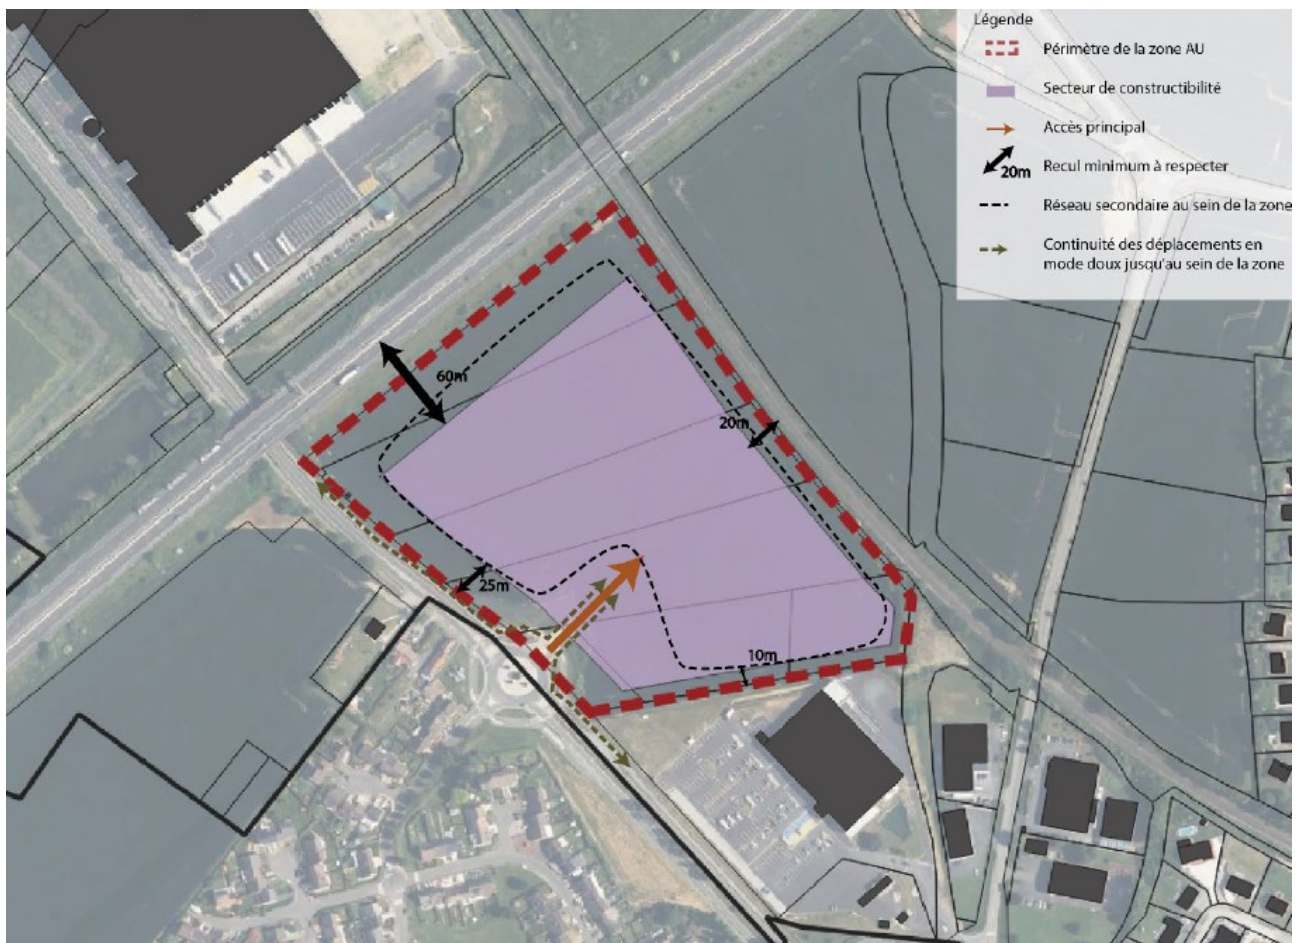 Légende
Périmètre de la zone AU
Secteur de constructibilité
Accès principal
20m
Recul minimum à respecter
Réseau secondaire au sein de la zone
Continuité des déplacements en
mode doux jusqu'au sein de la zone
60m
20m
25m
10m